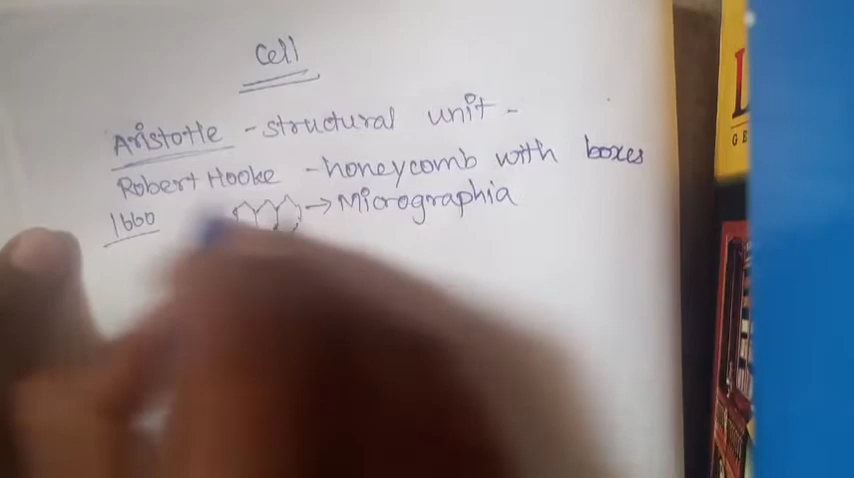 Cell
Aristotle - structural unit -
Robert Hooke - honeycomb with boxes
1660 → Micrographia